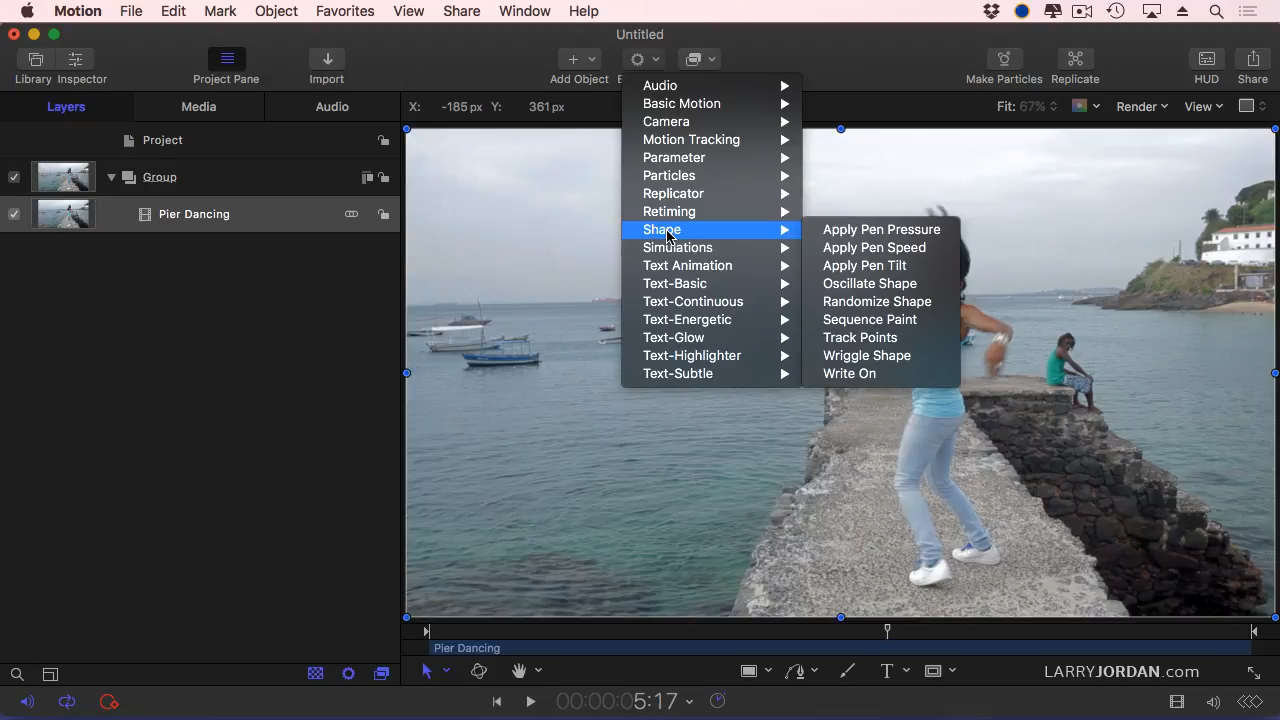 Motion File Edit Mark Object Favorites View Share Window Help
Untitled
Library Inspector Project Pane Import Add Object Make Particles Replicate HUD Share
Layers Media Audio X: -185 px Y: 361 px Fit: 67% Render View
Project
Group
Pier Dancing
Audio
Basic Motion
Camera
Motion Tracking
Parameter
Particles
Replicator
Retiming
Shape
Simulations
Text Animation
Text-Basic
Text-Continuous
Text-Energetic
Text-Glow
Text-Highlighter
Text-Subtle
Apply Pen Pressure
Apply Pen Speed
Apply Pen Tilt
Oscillate Shape
Randomize Shape
Sequence Paint
Track Points
Wriggle Shape
Write On
Pier Dancing
T LARRYJORDAN.com
00:00:05:17